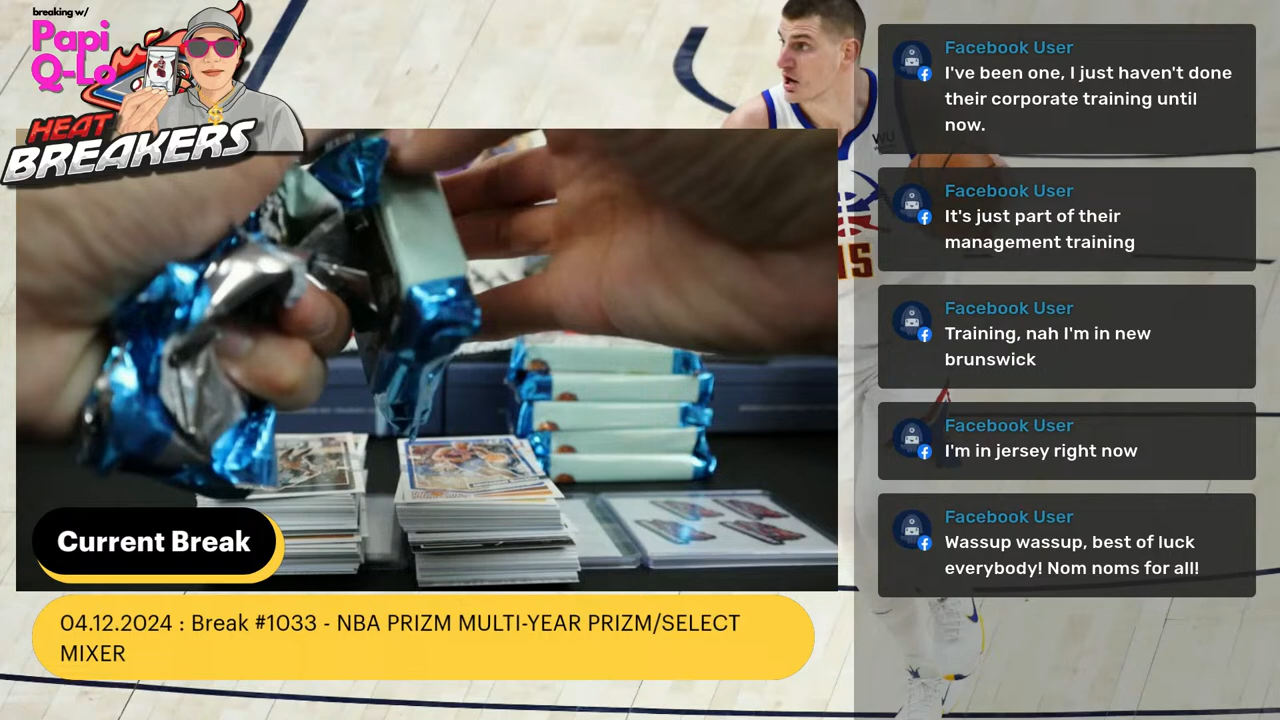 breaking w/
Papi
Q-Lo
HEAT
BREAKERS
Current Break
04.12.2024 : Break #1033 - NBA PRIZM MULTI-YEAR PRIZM/SELECT
MIXER
Facebook User
I've been one, I just haven't done
their corporate training until
now.
Facebook User
It's just part of their
management training
Facebook User
Training, nah I'm in new
brunswick
Facebook User
I'm in jersey right now
Facebook User
Wassup wassup, best of luck
everybody! Nom noms for all!